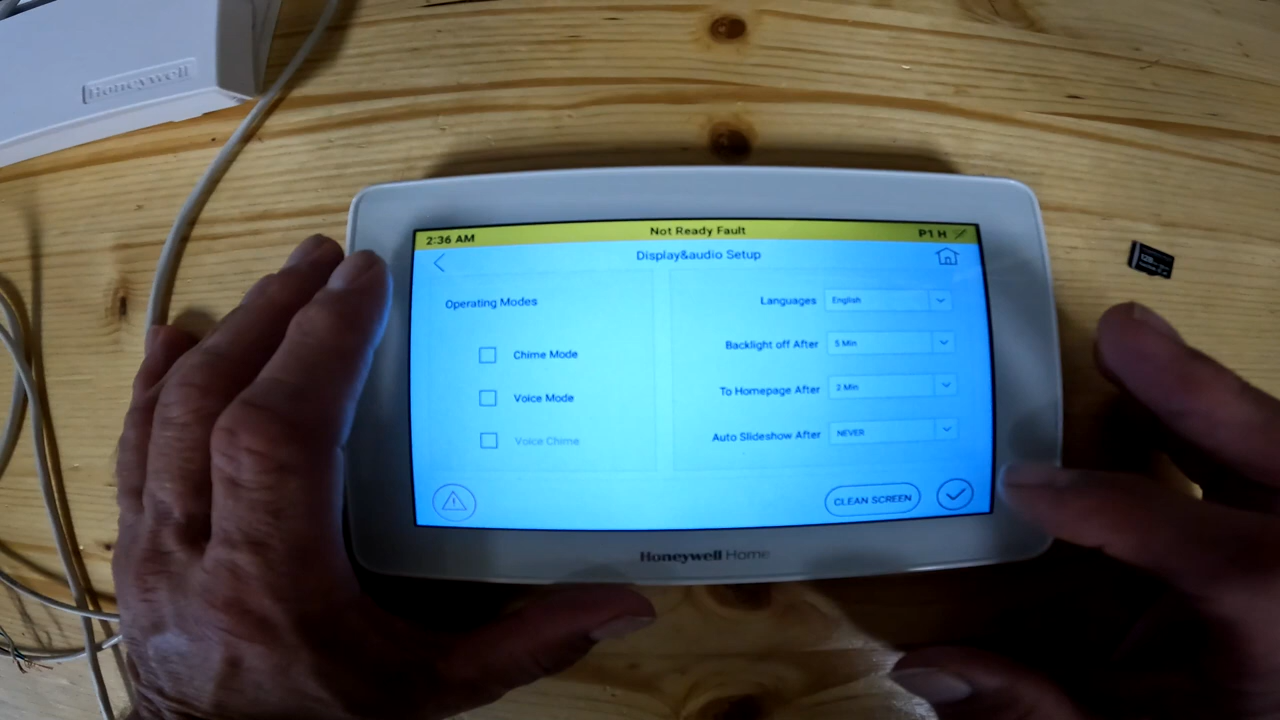 Honeywell
2:36 AM Not Ready Fault P1 H
Display&audio Setup
Operating Modes
Chime Mode
Voice Mode
Voice Chime
Languages English
Backlight off After 5 Min
To Homepage After 2 Min
Auto Slideshow After NEVER
CLEAN SCREEN
Honeywell Home
128